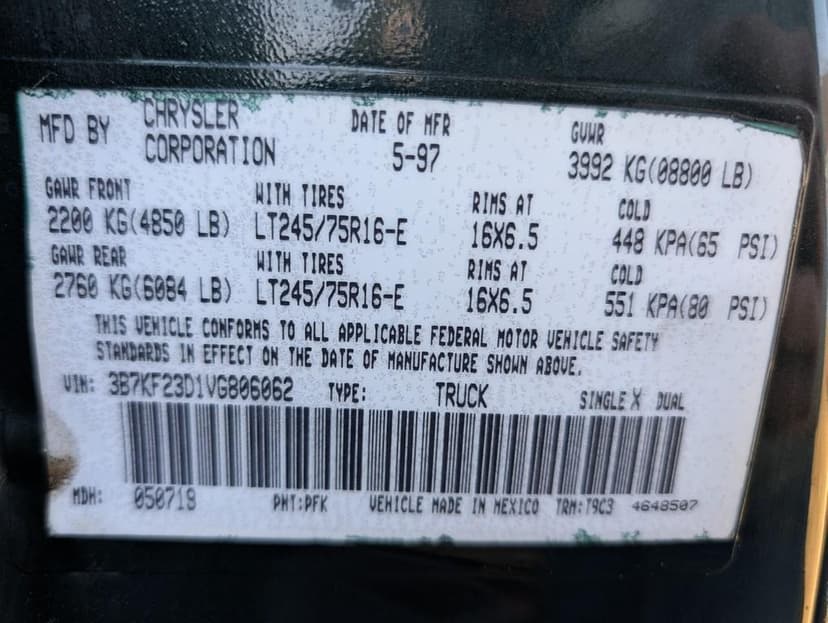 MFD BY CHRYSLER CORPORATION DATE OF MFR 5-97 GVWR 3992 KG(08800 LB)
GAWR FRONT WITH TIRES RIMS AT COLD
2200 KG(4850 LB) LT245/75R16-E 16X6.5 448 KPA(65 PSI)
GAWR REAR WITH TIRES RIMS AT COLD
2760 KG(6084 LB) LT245/75R16-E 16X6.5 551 KPA(80 PSI)
THIS VEHICLE CONFORMS TO ALL APPLICABLE FEDERAL MOTOR VEHICLE SAFETY
STANDARDS IN EFFECT ON THE DATE OF MANUFACTURE SHOWN ABOVE.
VIN: 3B7KF23D1VG806062 TYPE: TRUCK SINGLE X DUAL
MDH: 050719 PNT:PFK VEHICLE MADE IN MEXICO TRM:T9C3 4648507